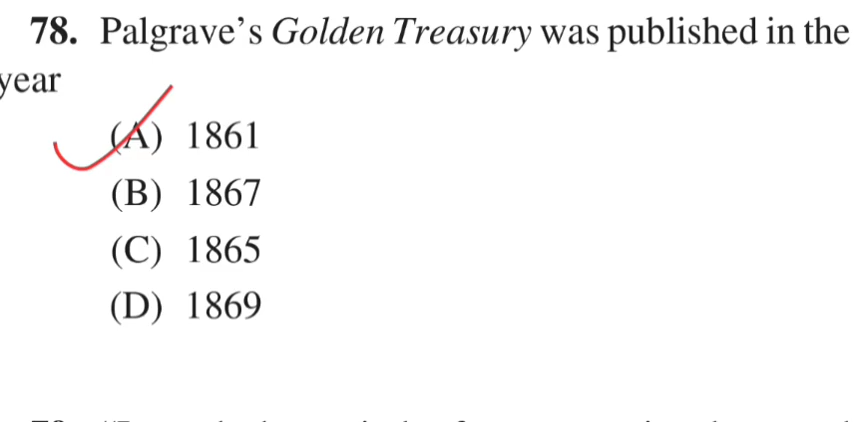 78. Palgrave's Golden Treasury was published in the
year
(A) 1861
(B) 1867
(C) 1865
(D) 1869